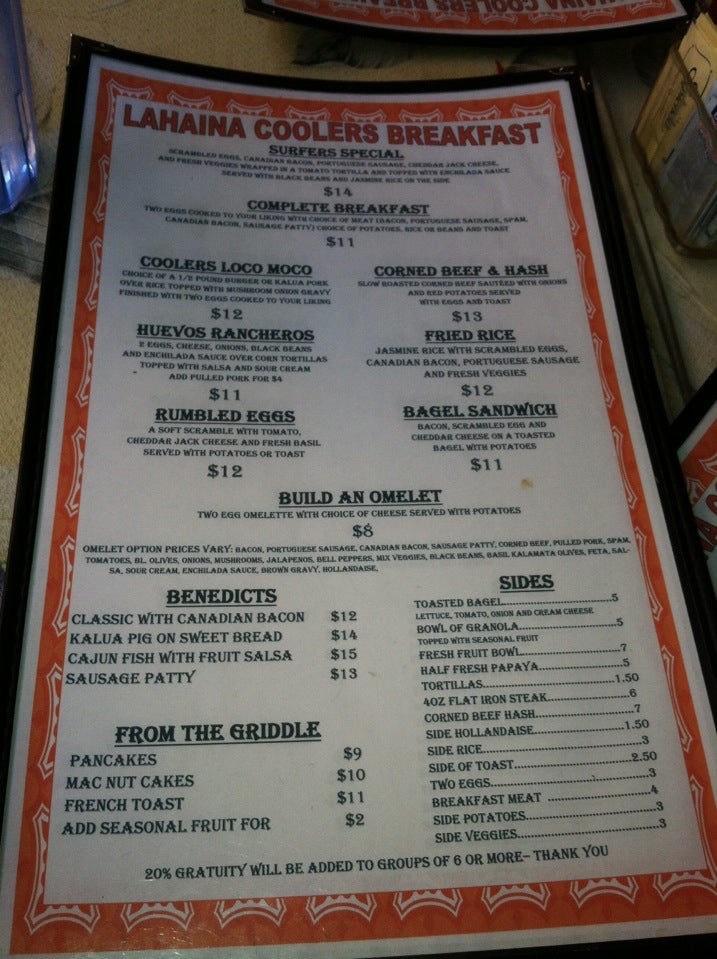 LAHAINA COOLERS BREAKFAST
LAHAINA COOLERS BREAKFAST
SURFERS SPECIAL
SCRAMBLED EGGS, CANADIAN BACON, PORTUGUESE SAUSAGE, CHEDDAR JACK CHEESE,
AND FRESH VEGGIES WRAPPED IN A TOMATO TORTILLA AND TOPPED WITH ENCHILADA SAUCE
SERVED WITH BLACK BEANS AND JASMINE RICE ON THE SIDE
$14
COMPLETE BREAKFAST
TWO EGGS COOKED TO YOUR LIKING WITH CHOICE OF MEAT (BACON, PORTUGUESE SAUSAGE, SPAM,
CANADIAN BACON, SAUSAGE PATTY) CHOICE OF POTATOES, RICE OR BEANS AND TOAST
$11
COOLERS LOCO MOCO
CHOICE OF A 1/2 POUND BURGER OR KALUA PORK
OVER RICE TOPPED WITH MUSHROOM ONION GRAVY
FINISHED WITH TWO EGGS COOKED TO YOUR LIKING
$12
HUEVOS RANCHEROS
2 EGGS, CHEESE, ONIONS, BLACK BEANS
AND ENCHILADA SAUCE OVER CORN TORTILLAS
TOPPED WITH SALSA AND SOUR CREAM
ADD PULLED PORK FOR $4
$11
RUMBLED EGGS
A SOFT SCRAMBLE WITH TOMATO,
CHEDDAR JACK CHEESE AND FRESH BASIL
SERVED WITH POTATOES OR TOAST
$12
CORNED BEEF & HASH
SLOW ROASTED CORNED BEEF SAUTEED WITH ONIONS
AND RED POTATOES SERVED
WITH EGGS AND TOAST
$13
FRIED RICE
JASMINE RICE WITH SCRAMBLED EGGS,
CANADIAN BACON, PORTUGUESE SAUSAGE
AND FRESH VEGGIES
$12
BAGEL SANDWICH
BACON, SCRAMBLED EGG AND
CHEDDAR CHEESE ON A TOASTED
BAGEL WITH POTATOES
$11
BUILD AN OMELET
TWO EGG OMELETTE WITH CHOICE OF CHEESE SERVED WITH POTATOES
$8
OMELET OPTION PRICES VARY: BACON, PORTUGUESE SAUSAGE, CANADIAN BACON, SAUSAGE PATTY, CORNED BEEF, PULLED PORK, SPAM,
TOMATOES, BL. OLIVES, ONIONS, MUSHROOMS, JALAPENOS, BELL PEPPERS, MIX VEGGIES, BLACK BEANS, BASIL KALAMATA OLIVES, FETA, SAL-
SA, SOUR CREAM, ENCHILADA SAUCE, BROWN GRAVY, HOLLANDAISE,
BENEDICTS
CLASSIC WITH CANADIAN BACON $12
KALUA PIG ON SWEET BREAD $14
CAJUN FISH WITH FRUIT SALSA $15
SAUSAGE PATTY $13
FROM THE GRIDDLE
PANCAKES $9
MAC NUT CAKES $10
FRENCH TOAST $11
ADD SEASONAL FRUIT FOR $2
SIDES
TOASTED BAGEL..............................5
LETTUCE, TOMATO, ONION AND CREAM CHEESE
BOWL OF GRANOLA..............................5
TOPPED WITH SEASONAL FRUIT
FRESH FRUIT BOWL..............................7
HALF FRESH PAPAYA..............................5
TORTILLAS..............................1.50
4OZ FLAT IRON STEAK..............................6
CORNED BEEF HASH..............................7
SIDE HOLLANDAISE..............................1.50
SIDE RICE..............................3
SIDE OF TOAST..............................2.50
TWO EGGS..............................3
BREAKFAST MEAT ..............................4
SIDE POTATOES..............................3
SIDE VEGGIES..............................3
20% GRATUITY WILL BE ADDED TO GROUPS OF 6 OR MORE– THANK YOU